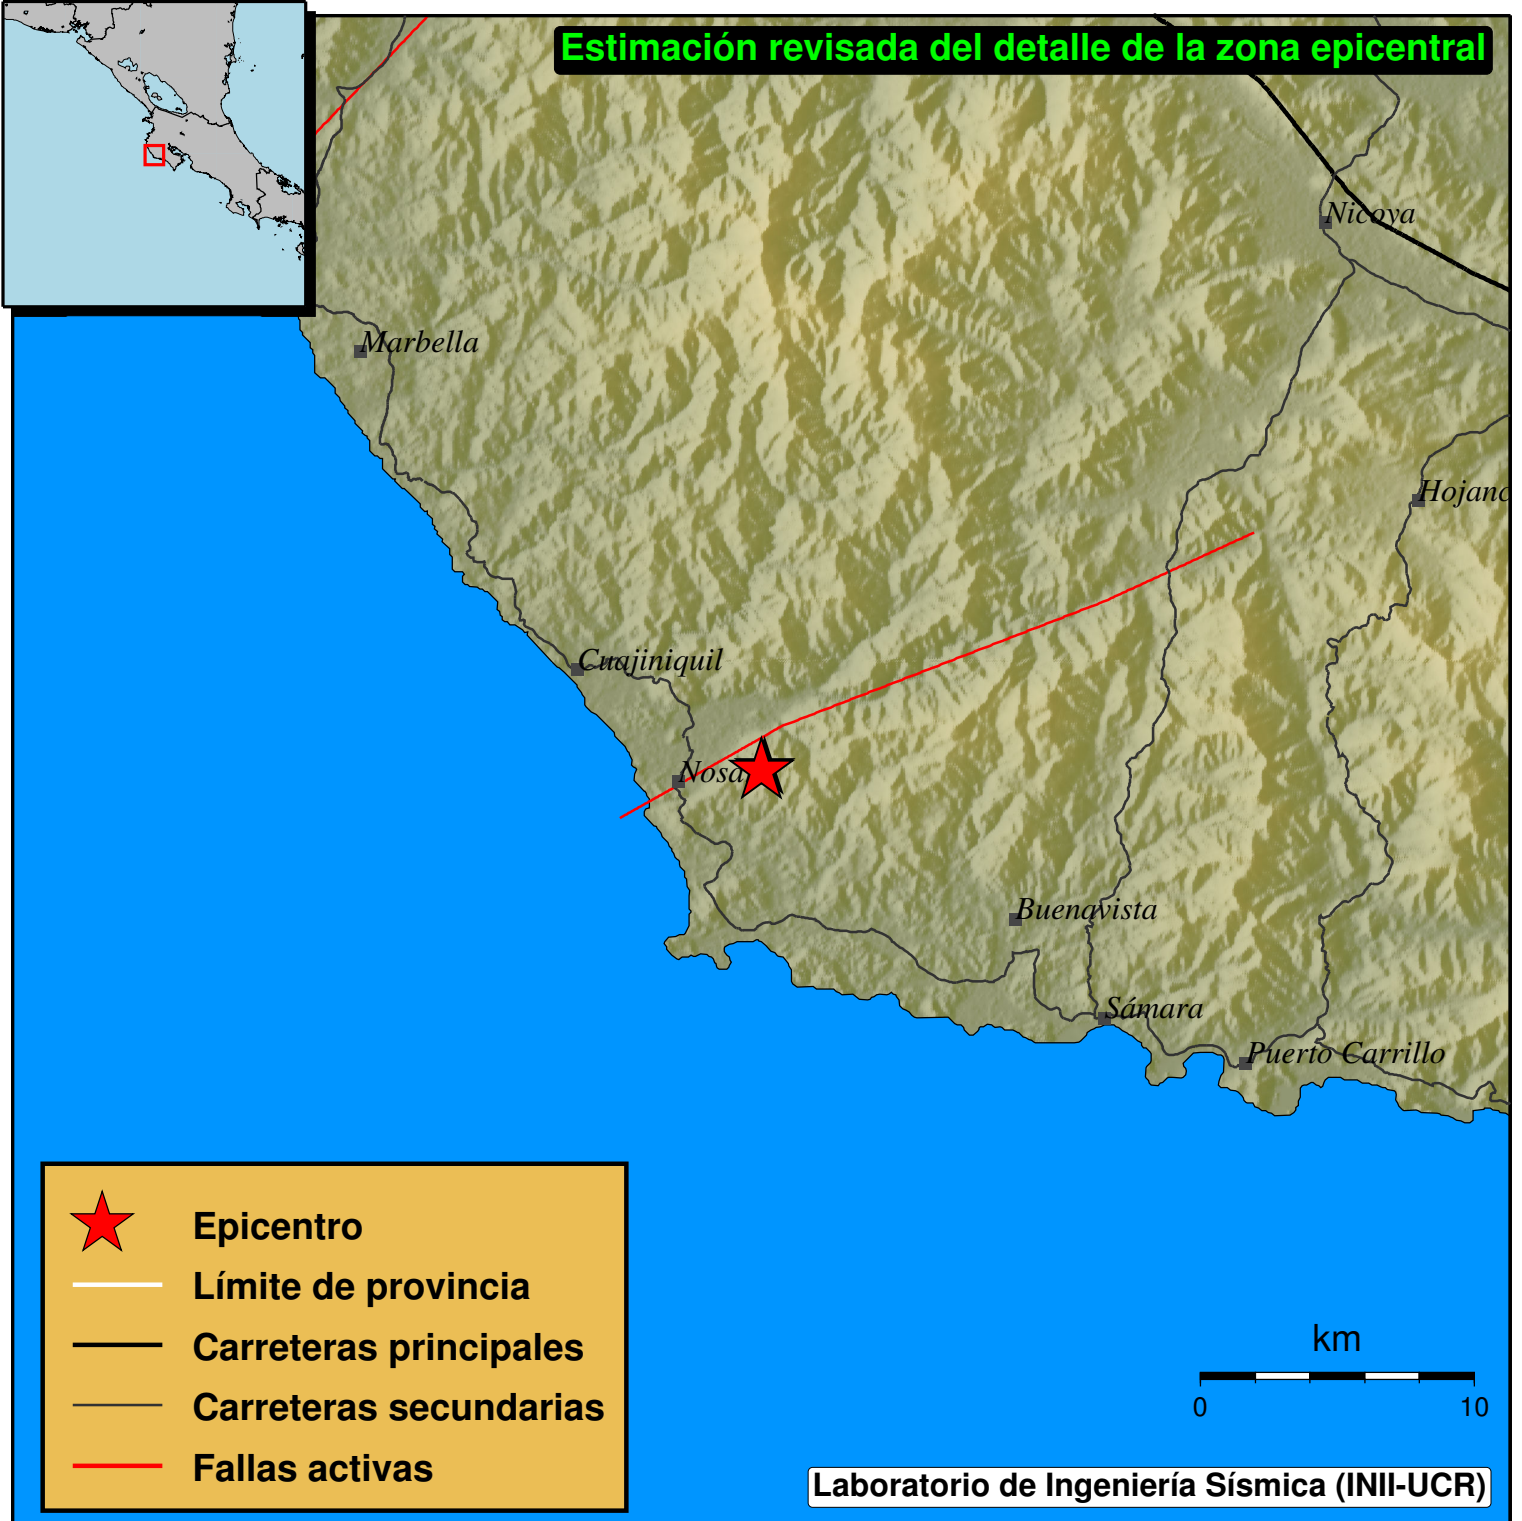 Estimación revisada del detalle de la zona epicentral
Nicoya
Marbella
Hojanc
Cuajiniquil
Nosa
Buenavista
Sámara
Puerto Carrillo
Epicentro
Límite de provincia
Carreteras principales
Carreteras secundarias
Fallas activas
km
0 10
Laboratorio de Ingeniería Sísmica (INII-UCR)